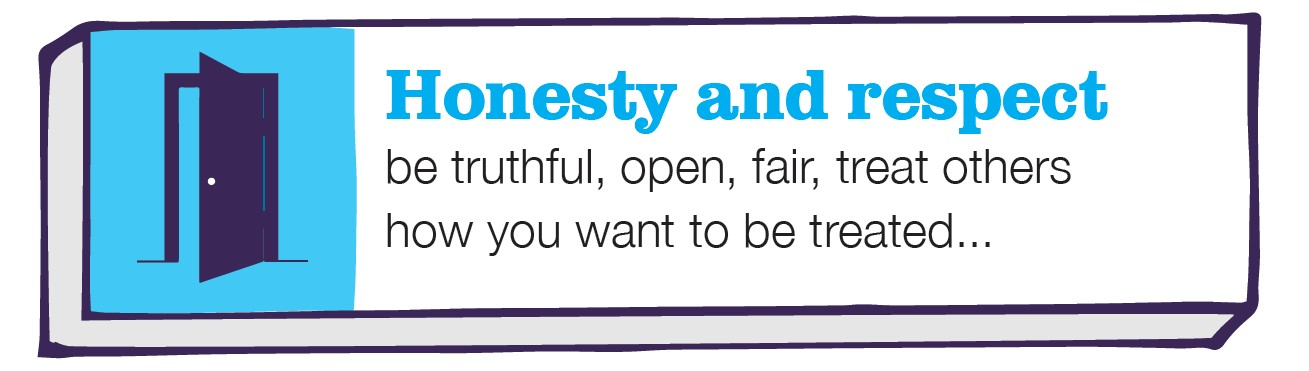 Honesty and respect
be truthful, open, fair, treat others
how you want to be treated...